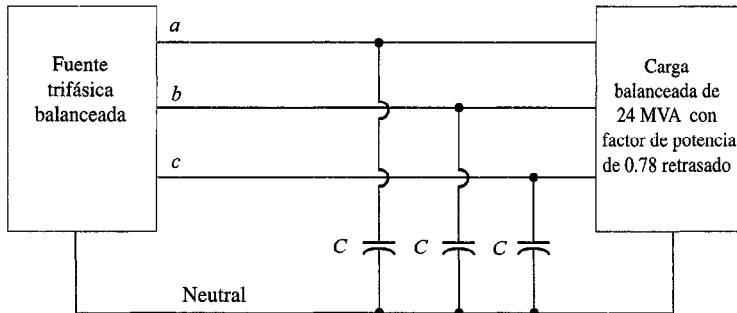 Fuente
trifásica
balanceada
a
b
c
Carga
balanceada de
24 MVA con
factor de potencia
de 0.78 retrasado
C
C
C
Neutral